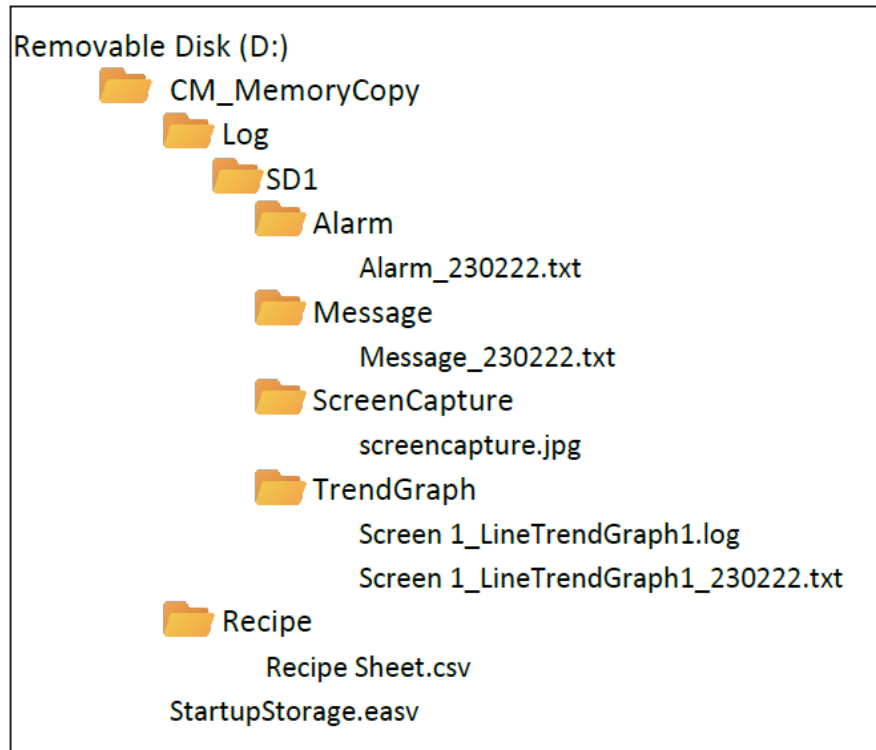 Removable Disk (D:)
CM_MemoryCopy
Log
SD1
Alarm
Alarm_230222.txt
Message
Message_230222.txt
ScreenCapture
screencapture.jpg
TrendGraph
Screen 1_LineTrendGraph1.log
Screen 1_LineTrendGraph1_230222.txt
Recipe
Recipe Sheet.csv
StartupStorage.easv